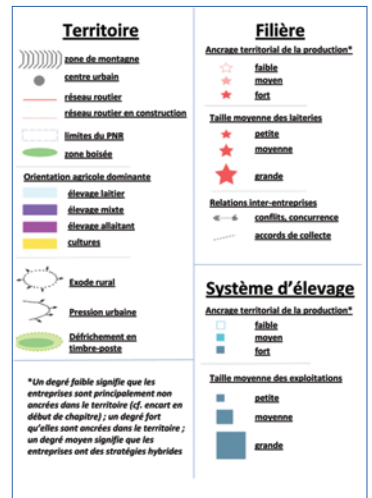 Territoire
zone de montagne
centre urbain
réseau routier
réseau routier en construction
limites du PNR
zone boisée
Orientation agricole dominante
élevage laitier
élevage mixte
élevage allaitant
cultures
Exode rural
Pression urbaine
Défrichement en
timbre-poste
*Un degré faible signifie que les
entreprises sont principalement non
ancrées dans le territoire (cf. encart en
début de chapitre) ; un degré fort
qu'elles sont ancrées dans le territoire ;
un degré moyen signifie que les
entreprises ont des stratégies hybrides
Filière
Ancrage territorial de la production*
faible
moyen
fort
Taille moyenne des laiteries
petite
moyenne
grande
Relations inter-entreprises
conflits, concurrence
accords de collecte
Système d'élevage
Ancrage territorial de la production*
faible
moyen
fort
Taille moyenne des exploitations
petite
moyenne
grande